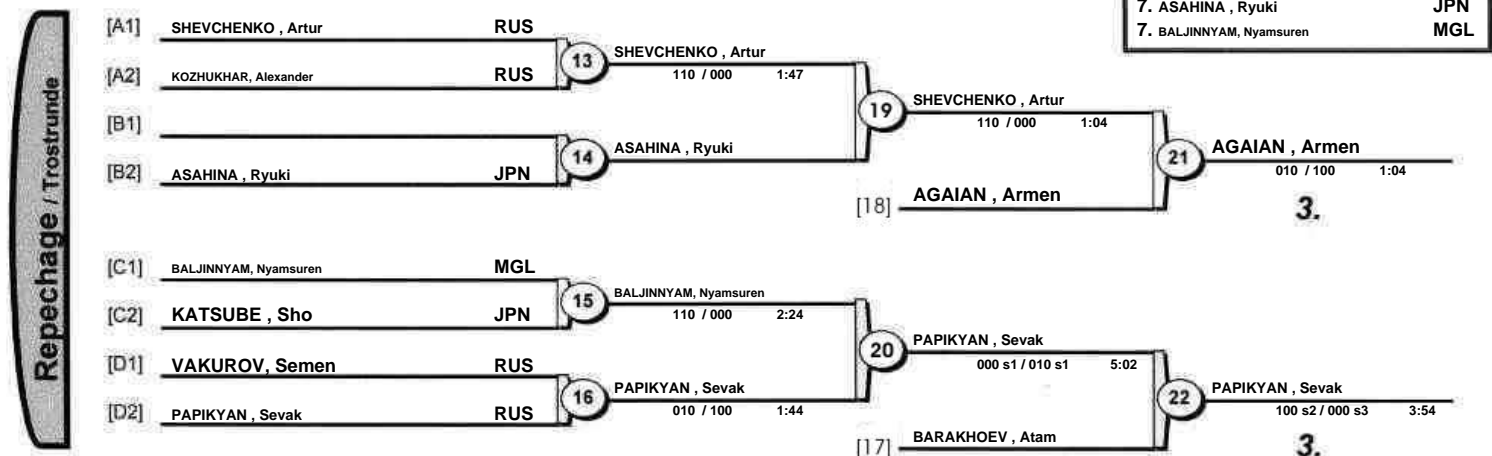 7. ASAHINA , Ryuki JPN
7. BALJINNYAM, Nyamsuren MGL
Repechage / Trostrunde
[A1] SHEVCHENKO , Artur RUS
[A2] KOZHUKHAR, Alexander RUS
13
SHEVCHENKO , Artur
110 / 000 1:47
[B1]
[B2] ASAHINA , Ryuki JPN
14
ASAHINA , Ryuki
19
SHEVCHENKO , Artur
110 / 000 1:04
[18] AGAIAN , Armen
21
AGAIAN , Armen
010 / 100 1:04
3.
[C1] BALJINNYAM, Nyamsuren MGL
[C2] KATSUBE , Sho JPN
15
BALJINNYAM, Nyamsuren
110 / 000 2:24
[D1] VAKUROV, Semen RUS
[D2] PAPIKYAN , Sevak RUS
16
PAPIKYAN , Sevak
010 / 100 1:44
20
PAPIKYAN , Sevak
000 s1 / 010 s1 5:02
[17] BARAKHOEV , Atam
22
PAPIKYAN , Sevak
100 s2 / 000 s3 3:54
3.